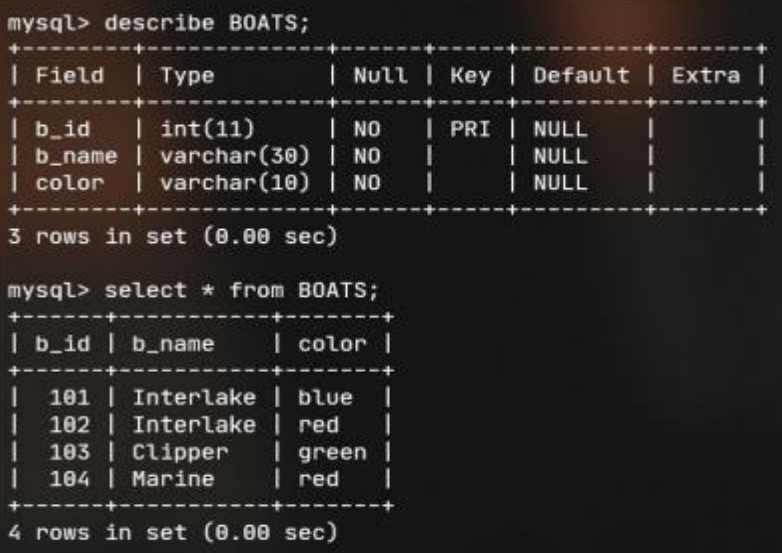 mysql> describe BOATS;
+--------+-------------+------+-----+---------+-------+
| Field  | Type        | Null | Key | Default | Extra |
+--------+-------------+------+-----+---------+-------+
| b_id   | int(11)     | NO   | PRI | NULL    |       |
| b_name | varchar(30) | NO   |     | NULL    |       |
| color  | varchar(10) | NO   |     | NULL    |       |
+--------+-------------+------+-----+---------+-------+
3 rows in set (0.00 sec)
mysql> select * from BOATS;
+------+-----------+-------+
| b_id | b_name    | color |
+------+-----------+-------+
|  101 | Interlake | blue  |
|  102 | Interlake | red   |
|  103 | Clipper   | green |
|  104 | Marine    | red   |
+------+-----------+-------+
4 rows in set (0.00 sec)